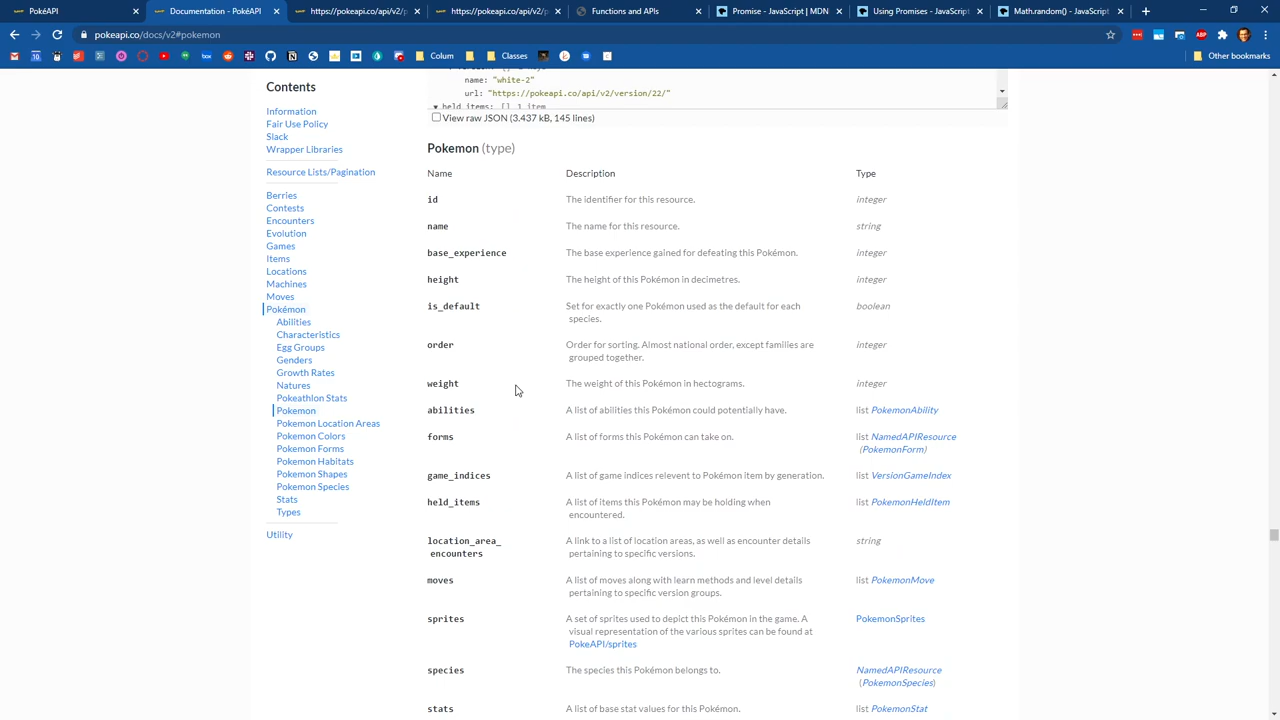 PokéAPI
Documentation - PokéAPI
https://pokeapi.co/api/v2/
https://pokeapi.co/api/v2/
Functions and APIs
Promise - JavaScript | MDN
Using Promises - JavaScript
Math.random() - JavaScript
pokeapi.co/docs/v2#pokemon
Colum
Classes
Other bookmarks
Contents
Information
Fair Use Policy
Slack
Wrapper Libraries
Resource Lists/Pagination
Berries
Contests
Encounters
Evolution
Games
Items
Locations
Machines
Moves
Pokémon
Abilities
Characteristics
Egg Groups
Genders
Growth Rates
Natures
Pokeathlon Stats
Pokemon
Pokemon Location Areas
Pokemon Colors
Pokemon Forms
Pokemon Habitats
Pokemon Shapes
Pokemon Species
Stats
Types
Utility
name: "white-2"
url: "https://pokeapi.co/api/v2/version/22/"
held_items: [] 1 item
View raw JSON (3.437 kB, 145 lines)
Pokemon (type)
Name Description Type
id The identifier for this resource. integer
name The name for this resource. string
base_experience The base experience gained for defeating this Pokémon. integer
height The height of this Pokémon in decimetres. integer
is_default Set for exactly one Pokémon used as the default for each boolean
species.
order Order for sorting. Almost national order, except families are integer
grouped together.
weight The weight of this Pokémon in hectograms. integer
abilities A list of abilities this Pokémon could potentially have. list PokemonAbility
forms A list of forms this Pokémon can take on. list NamedAPIResource
(PokemonForm)
game_indices A list of game indices relevent to Pokémon item by generation. list VersionGameIndex
held_items A list of items this Pokémon may be holding when list PokemonHeldItem
encountered.
location_area_ A link to a list of location areas, as well as encounter details string
encounters pertaining to specific versions.
moves A list of moves along with learn methods and level details list PokemonMove
pertaining to specific version groups.
sprites A set of sprites used to depict this Pokémon in the game. A PokemonSprites
visual representation of the various sprites can be found at
PokeAPI/sprites
species The species this Pokémon belongs to. NamedAPIResource
(PokemonSpecies)
stats A list of base stat values for this Pokémon. list PokemonStat